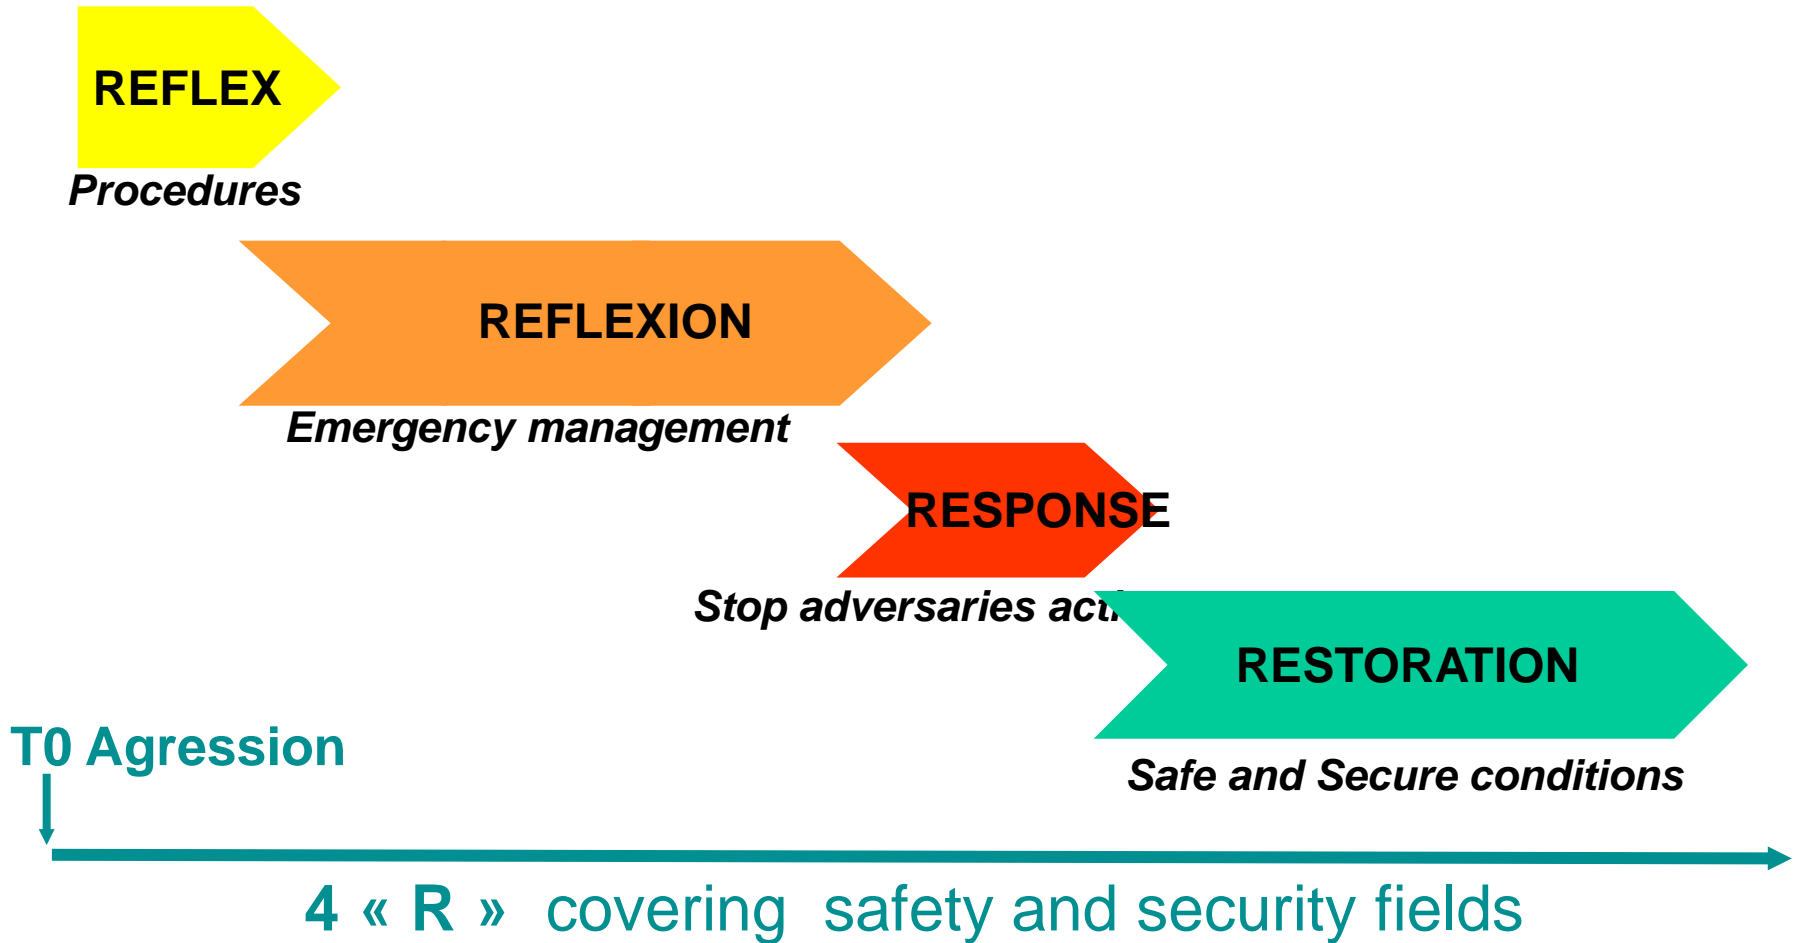 REFLEX
Procedures
REFLEXION
Emergency management
RESPONSE
Stop adversaries
RESTORATION
T0 Agression
Safe and Secure conditions
4 « R » covering safety and security fields